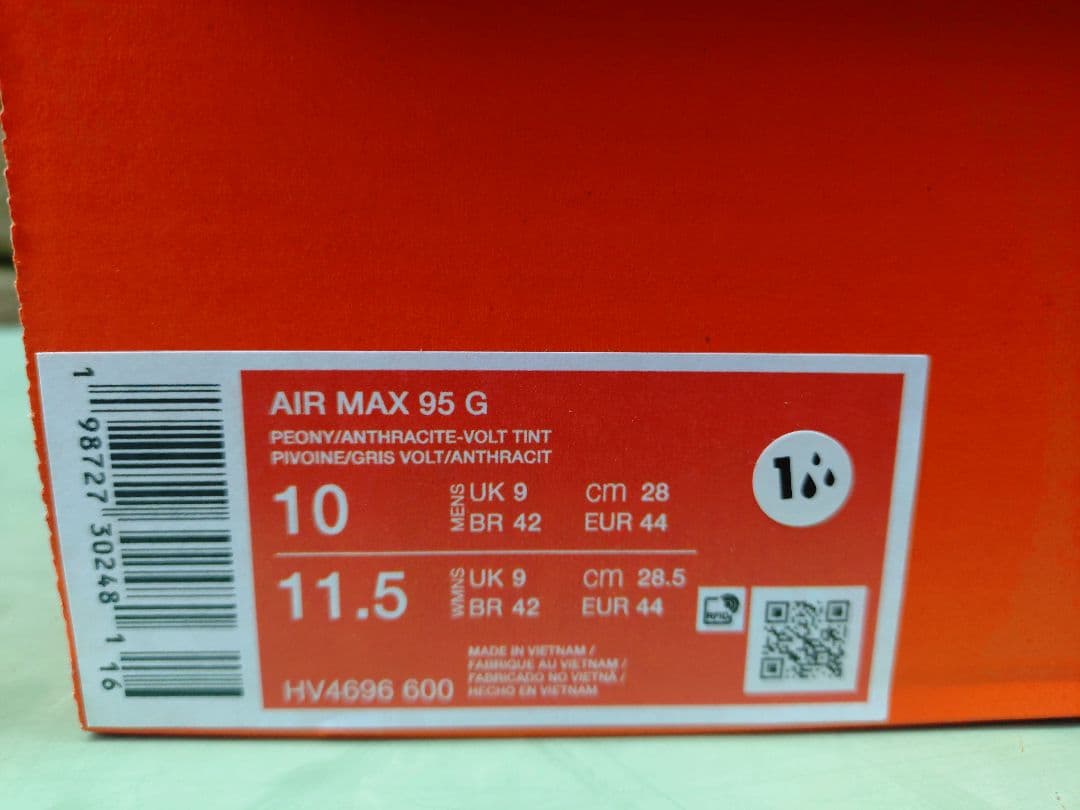 AIR MAX 95 G
PEONY/ANTHRACITE-VOLT TINT
PIVOINE/GRIS VOLT/ANTHRACIT
10 MENS UK 9 cm 28
BR 42 EUR 44
11.5 WMNS UK 9 cm 28.5
BR 42 EUR 44
MADE IN VIETNAM /
FABRIQUE AU VIETNAM /
FABRICADO NO VIETNÃ /
HECHO EN VIETNAM
HV4696 600
1
RFID
1 98727 30248 1 16